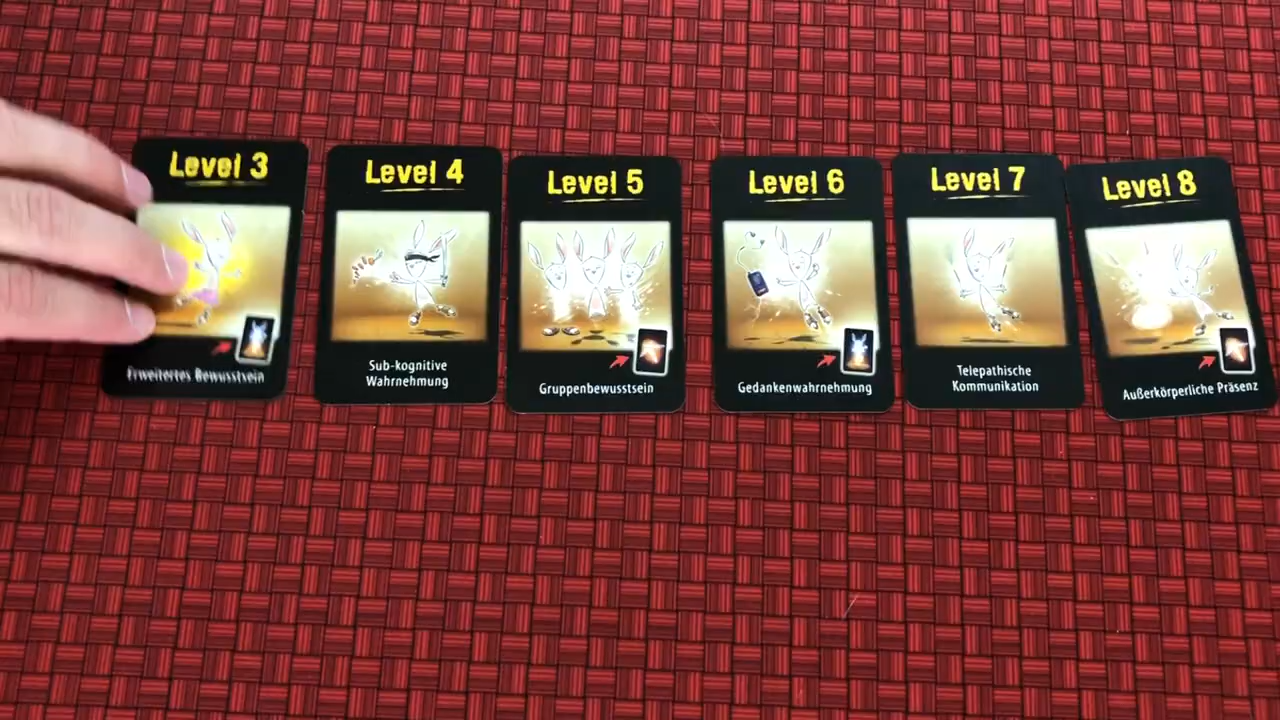 Level 3
Erweitertes Bewusstsein
Level 4
Sub-kognitive
Wahrnehmung
Level 5
Gruppenbewusstsein
Level 6
Gedankenwahrnehmung
Level 7
Telepathische
Kommunikation
Level 8
Außerkörperliche Präsenz